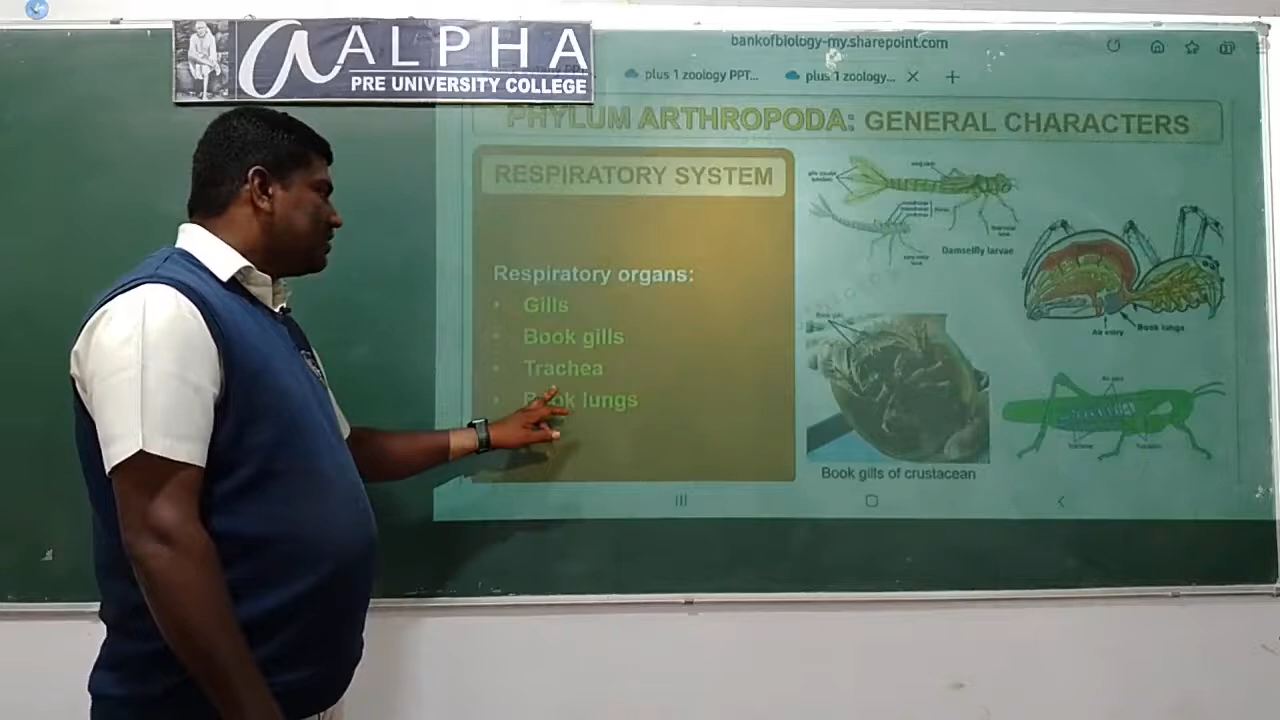 ALPHA
PRE UNIVERSITY COLLEGE
bankofbiology-my.sharepoint.com
plus 1 zoology PPT...
plus 1 zoology...
PHYLUM ARTHROPODA: GENERAL CHARACTERS
RESPIRATORY SYSTEM
Respiratory organs:
• Gills
• Book gills
• Trachea
• Book lungs
Damselfly larvae
Air entry
Book lungs
Book gills of crustacean